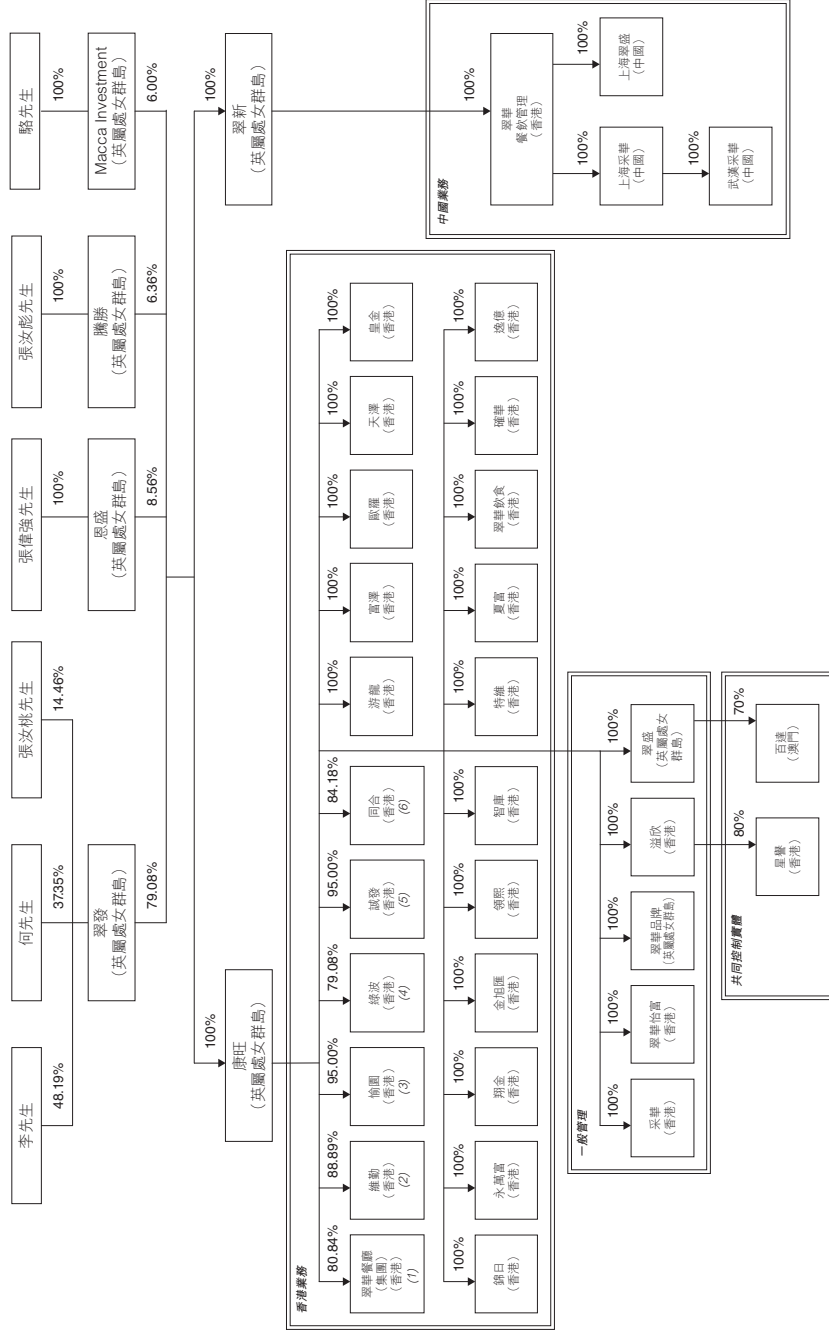 李先生
何先生
張汝桃先生
張偉強先生
張汝彪先生
駱先生
48.19%
37.35%
14.46%
100%
100%
100%
翠發
(英屬處女群島)
恩盛
(英屬處女群島)
騰勝
(英屬處女群島)
Macca Investment
(英屬處女群島)
79.08%
8.56%
6.36%
6.00%
100%
100%
康旺
(英屬處女群島)
翠新
(英屬處女群島)
香港業務
80.84%
88.89%
95.00%
79.08%
95.00%
84.18%
100%
100%
100%
100%
100%
翠華餐廳
(集團)
(香港)
(1)
維勤
(香港)
(2)
愉園
(香港)
(3)
綠波
(香港)
(4)
誠發
(香港)
(5)
同合
(香港)
(6)
游龍
(香港)
富澤
(香港)
歐羅
(香港)
天澤
(香港)
皇金
(香港)
100%
100%
100%
100%
100%
100%
100%
100%
100%
100%
100%
錦日
(香港)
永萬富
(香港)
翔金
(香港)
金旭匯
(香港)
領熙
(香港)
智庫
(香港)
特維
(香港)
夏富
(香港)
翠華飲食
(香港)
確華
(香港)
逸億
(香港)
中國業務
100%
翠華
餐飲管理
(香港)
100%
100%
上海采華
(中國)
上海翠盛
(中國)
100%
武漢采華
(中國)
一般管理
100%
100%
100%
100%
100%
采華
(香港)
翠華怡富
(香港)
翠華品牌
(英屬處女群島)
溢欣
(香港)
翠盛
(英屬處女
群島)
共同控制實體
80%
70%
星譽
(香港)
百達
(澳門)